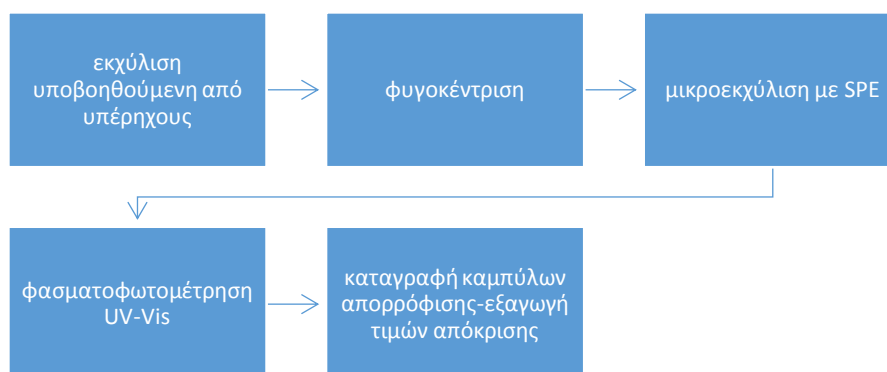 εκχύλιση
υποβοηθούμενη από
υπέρηχους
φυγοκέντριση
μικροεκχύλιση με SPE
φασματοφωτομέτρηση
UV-Vis
καταγραφή καμπύλων
απορρόφισης-εξαγωγή
τιμών απόκρισης